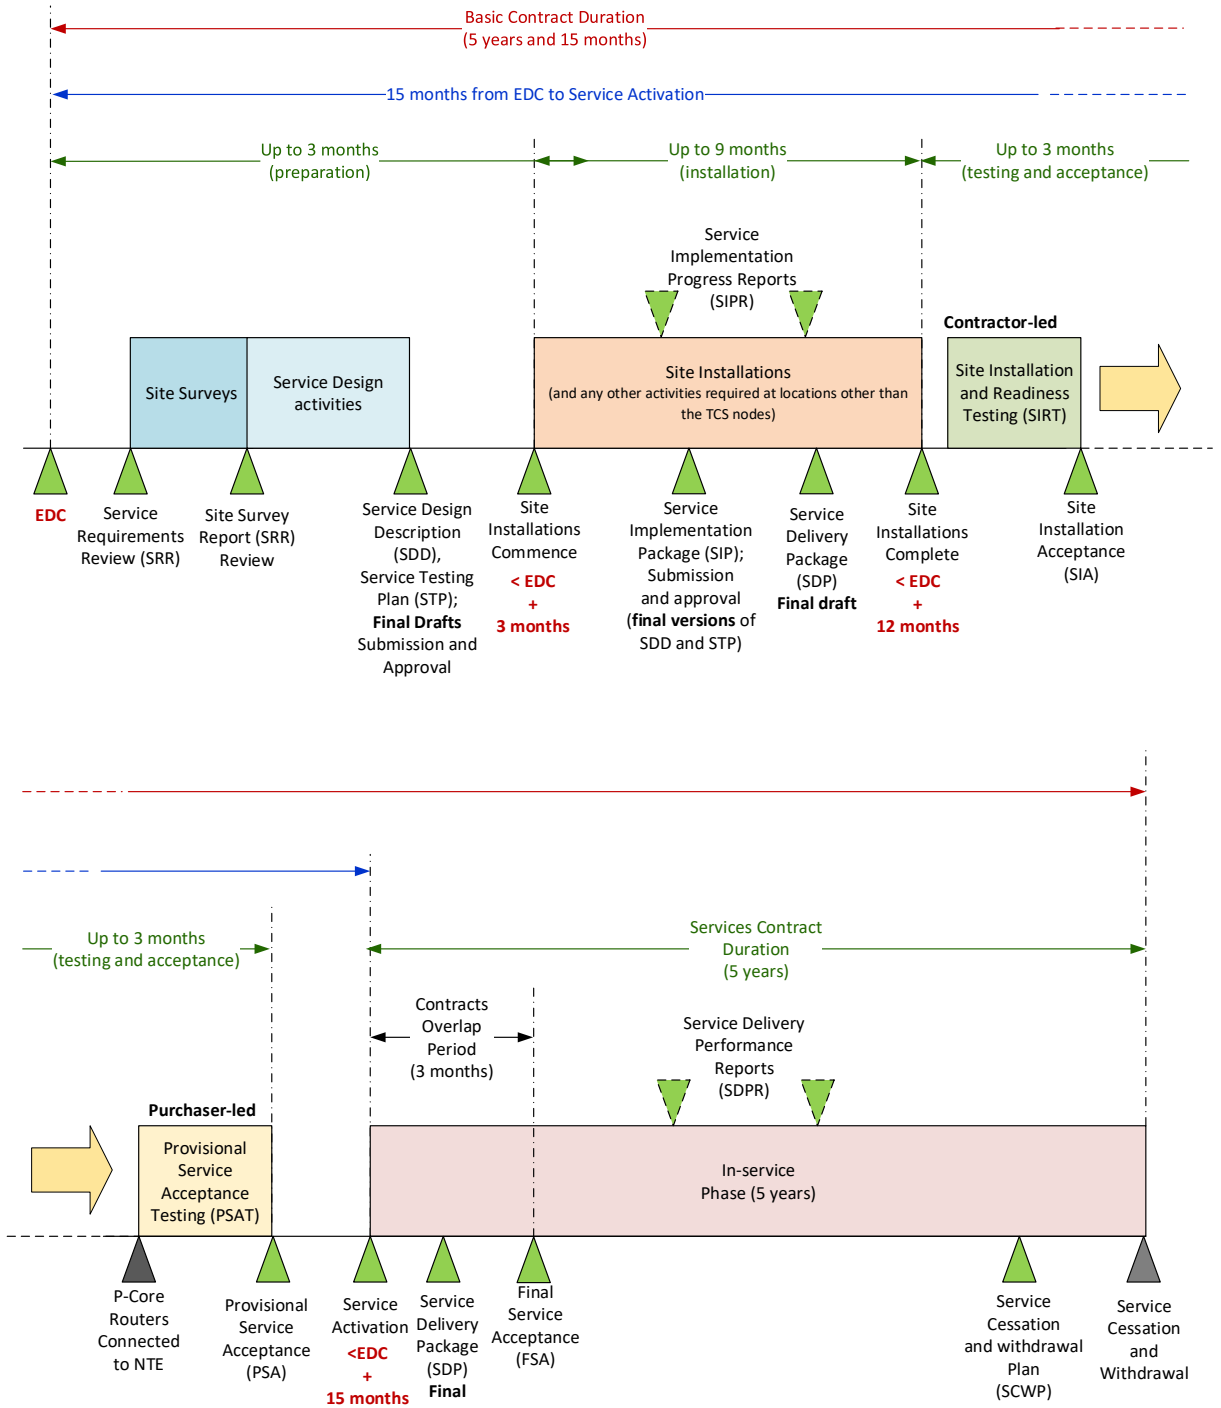 Basic Contract Duration
(5 years and 15 months)
15 months from EDC to Service Activation
Up to 3 months
(preparation)
Up to 9 months
(installation)
Up to 3 months
(testing and acceptance)
Service
Implementation
Progress Reports
(SIPR)
Contractor-led
Site Surveys
Service Design
activities
Site Installations
(and any other activities required at locations other than
the TCS nodes)
Site Installation
and Readiness
Testing (SIRT)
EDC
Service
Requirements
Review (SRR)
Site Survey
Report (SRR)
Review
Service Design
Description
(SDD),
Service Testing
Plan (STP);
Final Drafts
Submission and
Approval
Site
Installations
Commence
< EDC
+
3 months
Service
Implementation
Package (SIP);
Submission
and approval
(final versions of
SDD and STP)
Service
Delivery
Package
(SDP)
Final draft
Site
Installations
Complete
< EDC
+
12 months
Site
Installation
Acceptance
(SIA)
Up to 3 months
(testing and acceptance)
Services Contract
Duration
(5 years)
Contracts
Overlap
Period
(3 months)
Service Delivery
Performance
Reports
(SDPR)
Purchaser-led
Provisional
Service
Acceptance
Testing (PSAT)
In-service
Phase (5 years)
P-Core
Routers
Connected
to NTE
Provisional
Service
Acceptance
(PSA)
Service
Activation
<EDC
+
15 months
Service
Delivery
Package
(SDP)
Final
Final
Service
Acceptance
(FSA)
Service
Cessation
and withdrawal
Plan
(SCWP)
Service
Cessation
and
Withdrawal